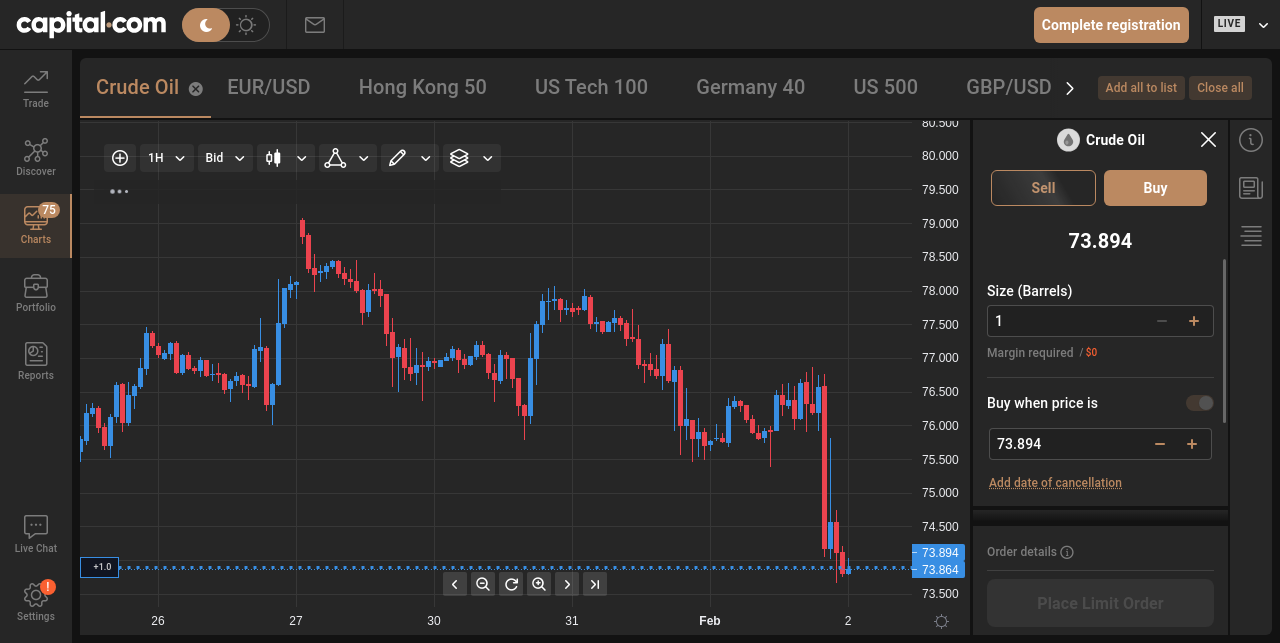 capital.com
Complete registration
LIVE
Trade
Discover
75
Charts
Portfolio
Reports
Live Chat
!
Settings
Crude Oil
EUR/USD
Hong Kong 50
US Tech 100
Germany 40
US 500
GBP/USD
Add all to list
Close all
1H
Bid
80.500
80.000
79.500
79.000
78.500
78.000
77.500
77.000
76.500
76.000
75.500
75.000
74.500
73.894
73.864
73.500
+1.0
26
27
30
31
Feb
2
Crude Oil
Sell
Buy
73.894
Size (Barrels)
1
Margin required / $0
Buy when price is
73.894
Add date of cancellation
Order details
Place Limit Order